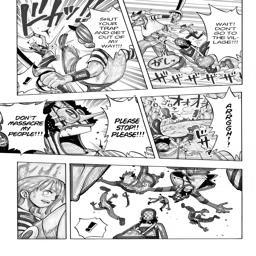 WAIT!
DON'T
GO TO
THE VIL-
LAGE!!!
SHUT
YOUR
TRAP
AND GET
OUT OF
MY
WAY!!!
ARRGGH!
PLEASE
STOP!!
PLEASE!!!
DON'T
MASSACRE
MY
PEOPLE!!!
!